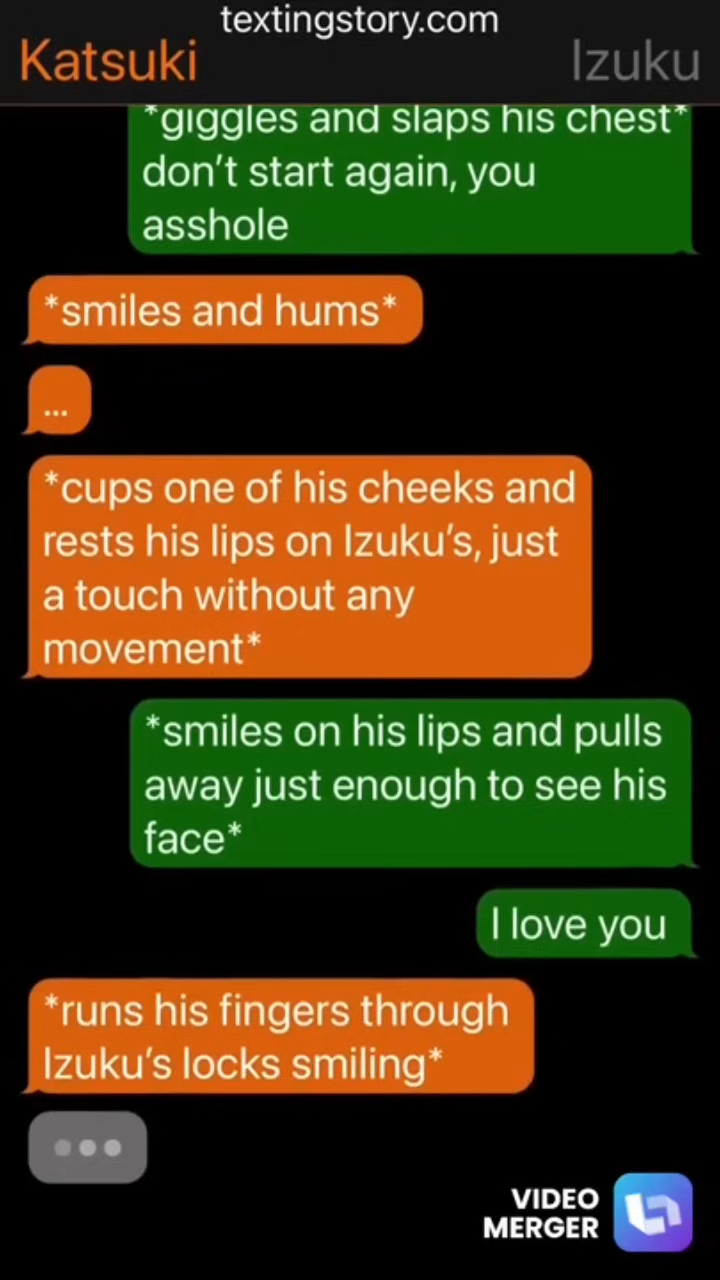 textingstory.com
Katsuki
Izuku
*giggles and slaps his chest*
don't start again, you
asshole
*smiles and hums*
...
*cups one of his cheeks and
rests his lips on Izuku's, just
a touch without any
movement*
*smiles on his lips and pulls
away just enough to see his
face*
I love you
*runs his fingers through
Izuku's locks smiling*
VIDEO
MERGER